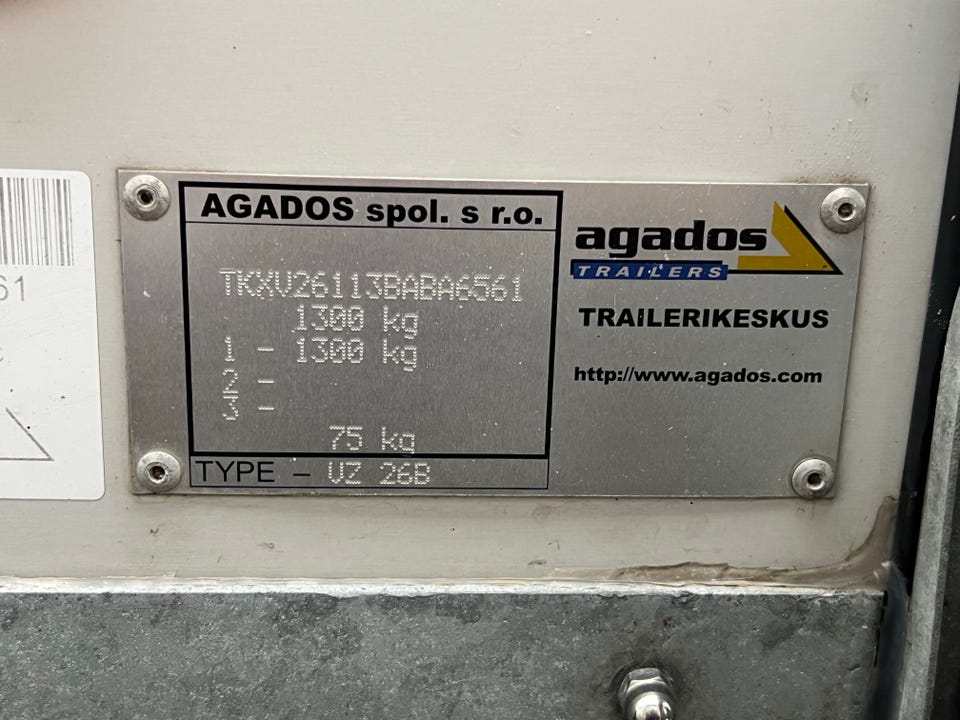 61
AGADOS spol. s r.o.
TKXV26113BABA6561
1300 kg
1 - 1300 kg
2 -
3 -
75 kg
TYPE - VZ 26B
agados
TRAILERS
TRAILERIKESKUS
http://www.agados.com